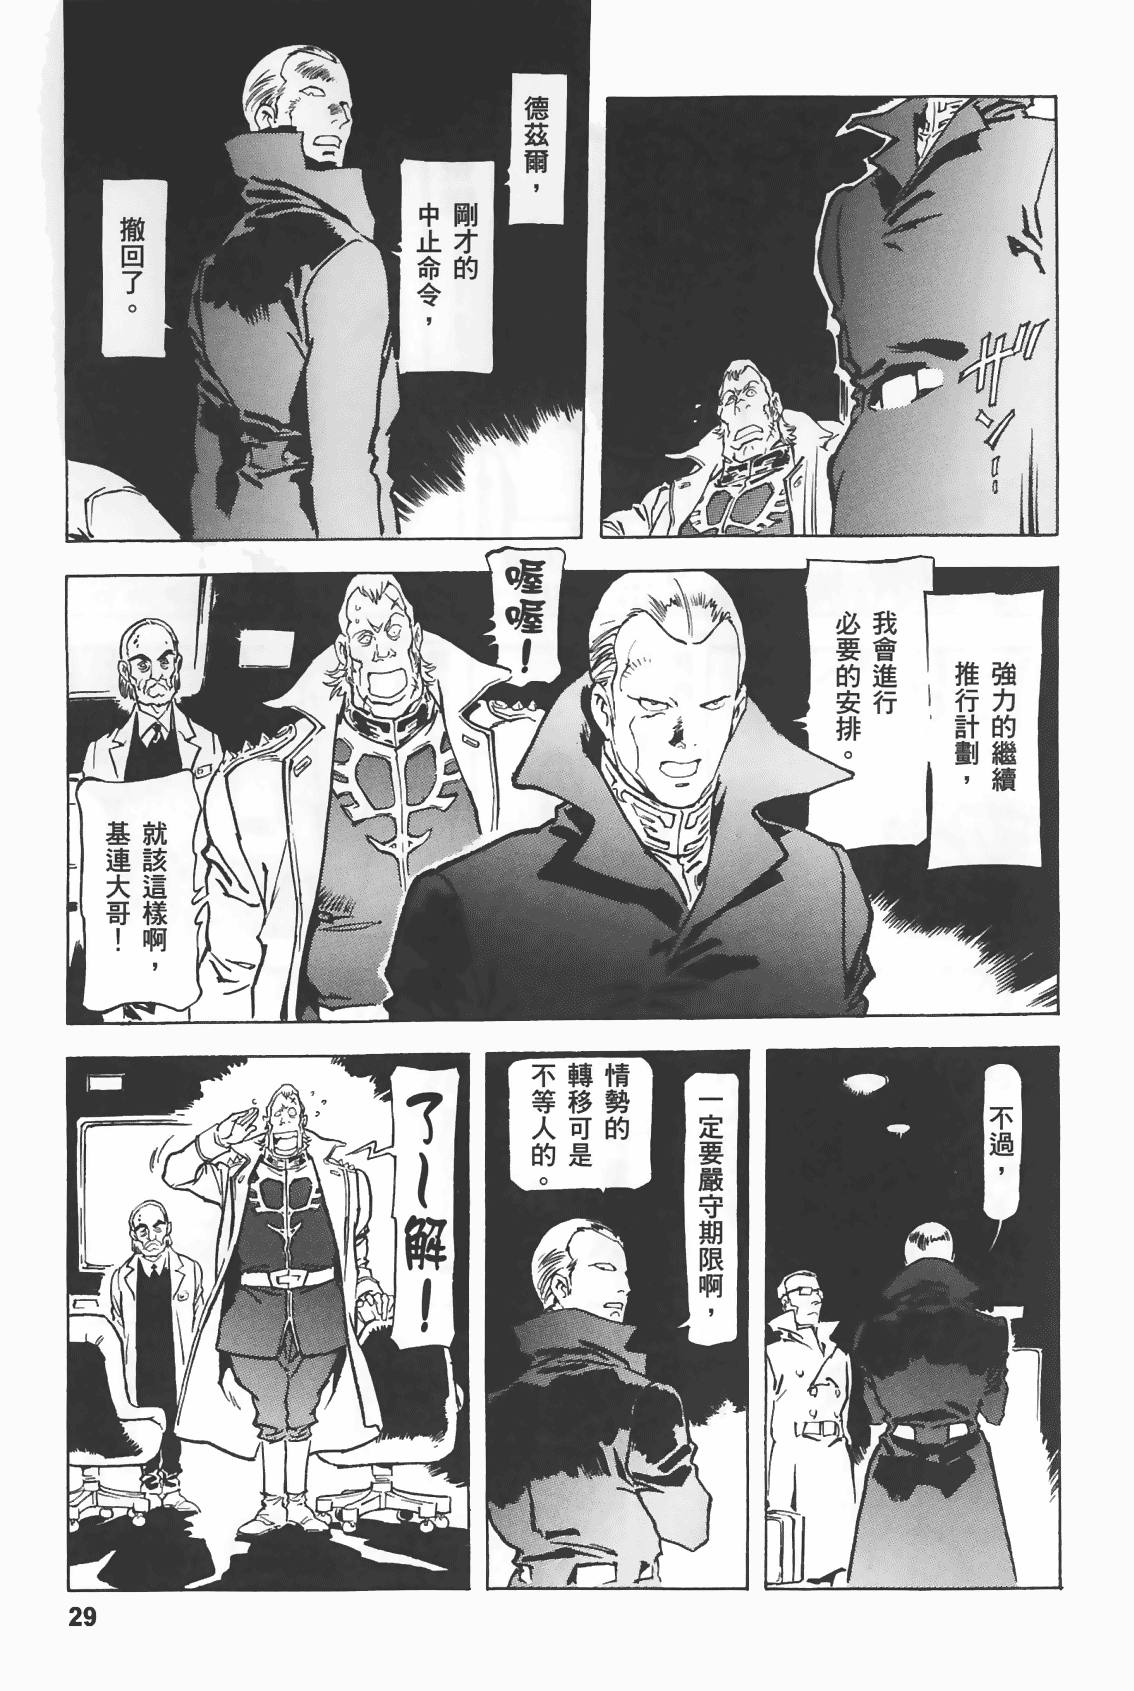 ザン…
德茲爾，
剛才的
中止命令，
撤回了。
強力的繼續
推行計劃，
我會進行
必要的安排。
喔喔！
就該這樣啊，
基連大哥！
不過，
一定要嚴守期限啊，
情勢的
轉移可是
不等人的。
了～解！
29